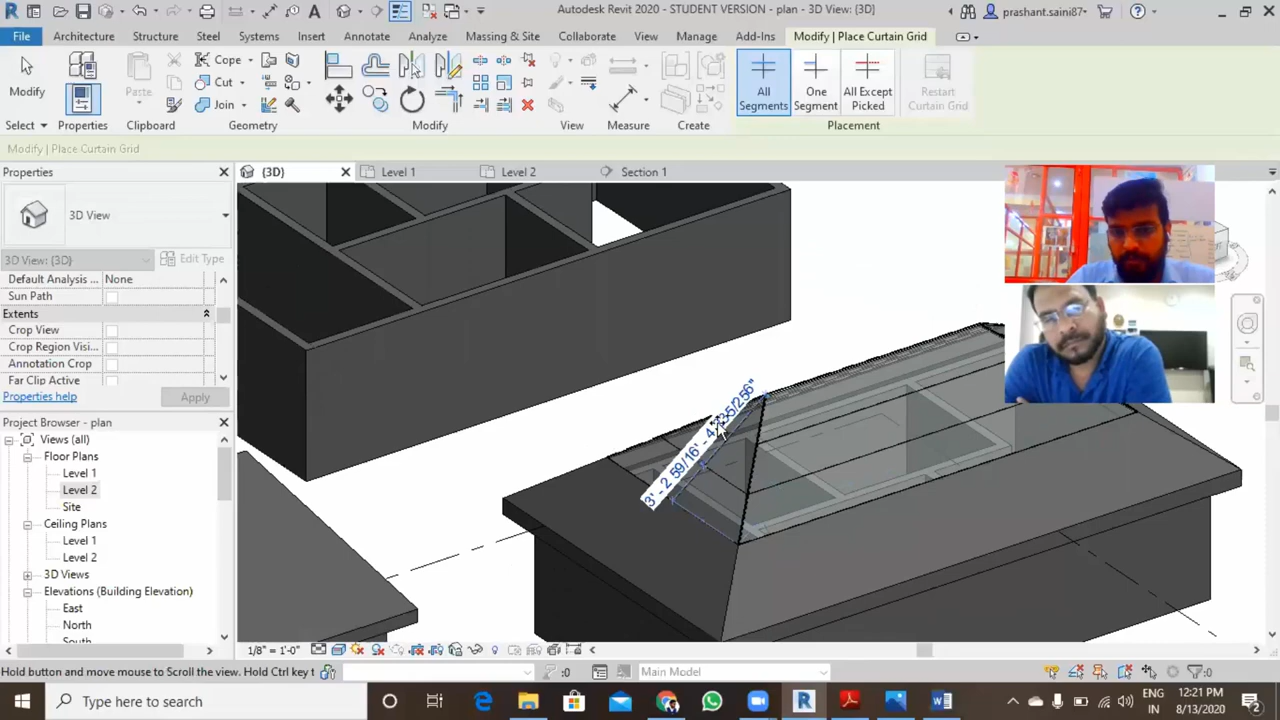 Autodesk Revit 2020 - STUDENT VERSION - plan - 3D View: {3D}
prashant.saini87
File
Architecture
Structure
Steel
Systems
Insert
Annotate
Analyze
Massing & Site
Collaborate
View
Manage
Add-Ins
Modify | Place Curtain Grid
Modify
Paste
Cope
Cut
Join
All
Segments
One
Segment
All Except
Picked
Restart
Curtain Grid
Select
Properties
Clipboard
Geometry
Modify
View
Measure
Create
Placement
Modify | Place Curtain Grid
Properties
{3D}
Level 1
Level 2
Section 1
3D View
3D View: {3D}
Edit Type
Default Analysis ...
None
Sun Path
Extents
Crop View
Crop Region Visi...
Annotation Crop
Far Clip Active
Properties help
Apply
Project Browser - plan
Views (all)
Floor Plans
Level 1
Level 2
Site
Ceiling Plans
Level 1
Level 2
3D Views
Elevations (Building Elevation)
East
North
South
3' - 2 59/16'
1/8" = 1'-0"
Hold button and move mouse to Scroll the view. Hold Ctrl key t
:0
Main Model
:0
Type here to search
ENG
IN
12:21 PM
8/13/2020
2